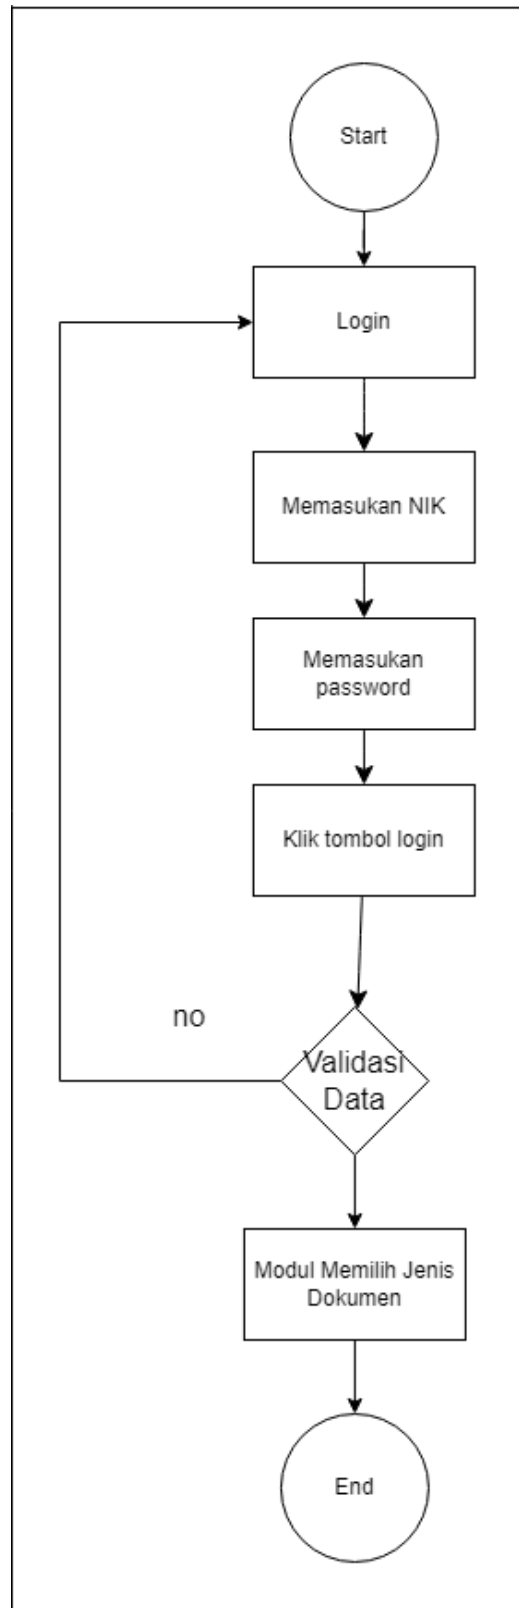 Start
Login
Memasukan NIK
Memasukan
password
Klik tombol login
no
Validasi
Data
Modul Memilih Jenis
Dokumen
End